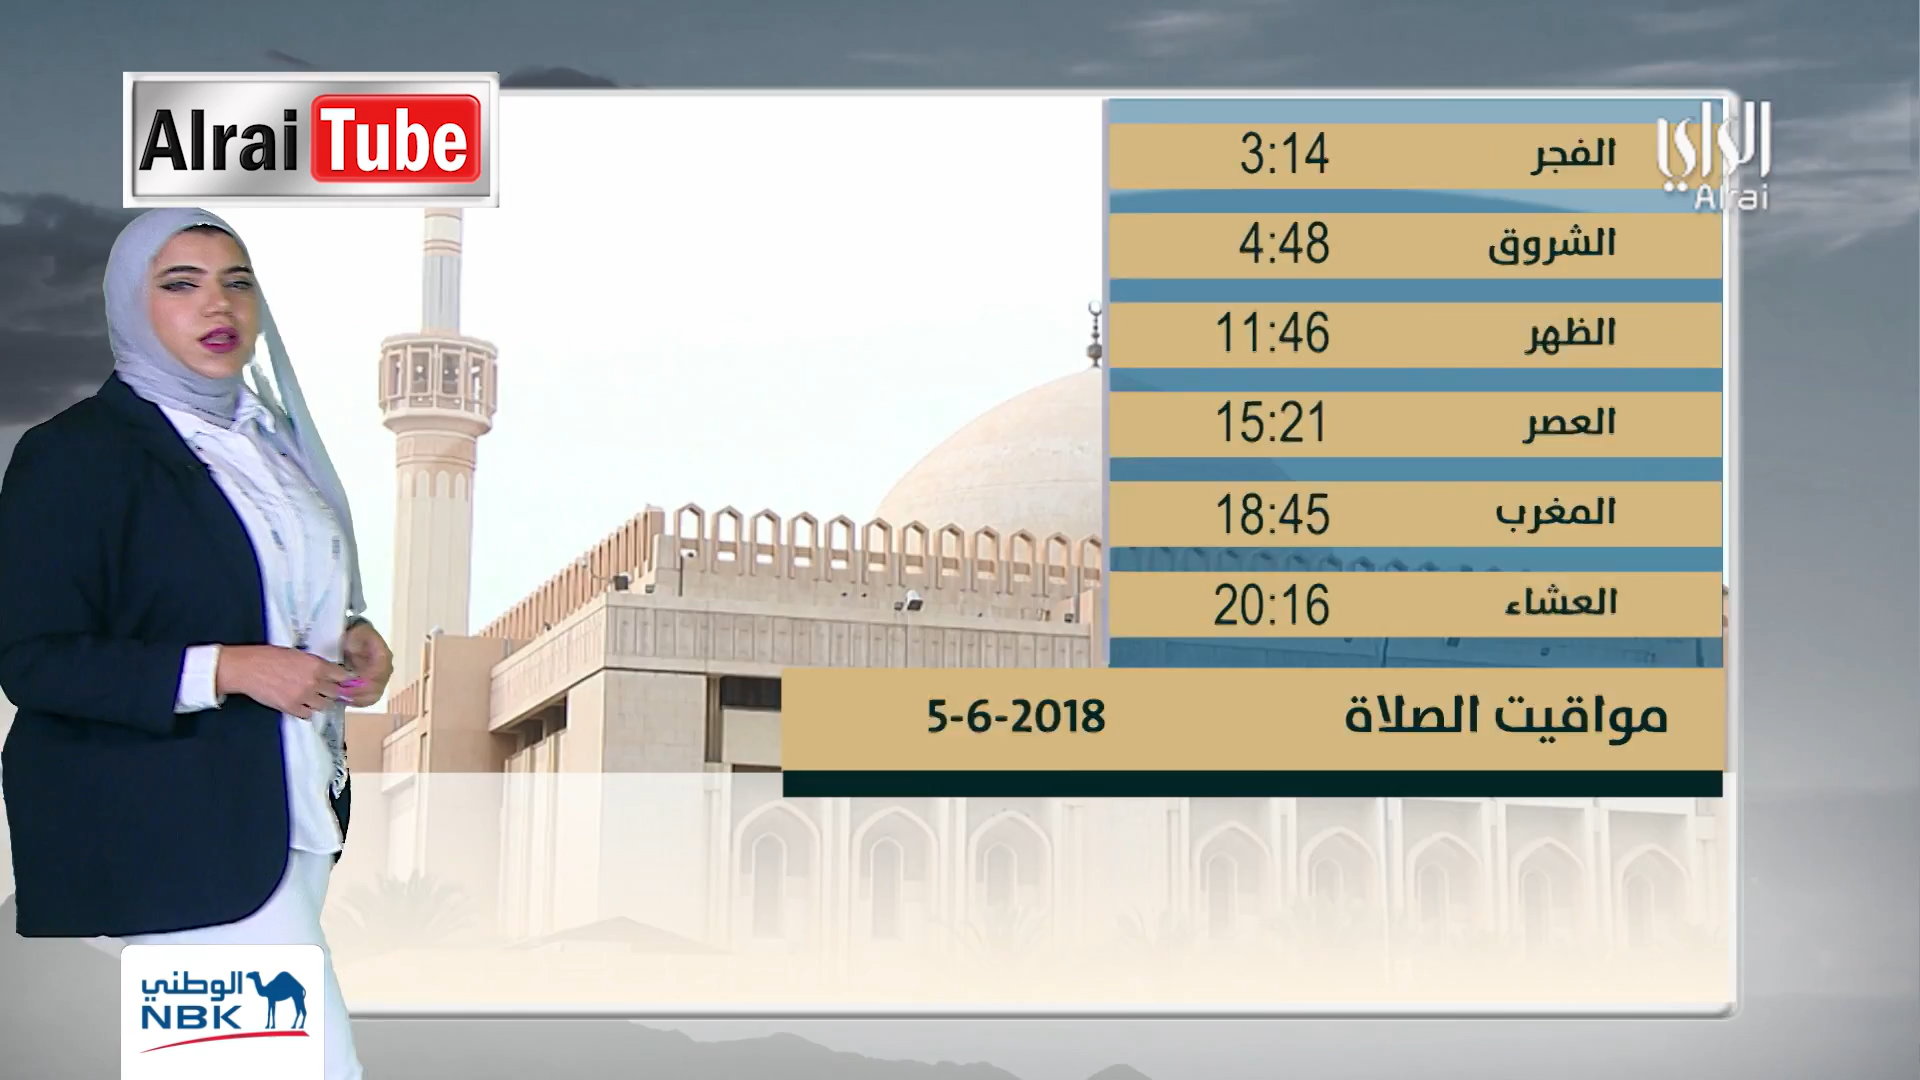 Alrai Tube
الراي
Alrai
الفجر 3:14
الشروق 4:48
الظهر 11:46
العصر 15:21
المغرب 18:45
العشاء 20:16
مواقيت الصلاة 5-6-2018
الوطني
NBK